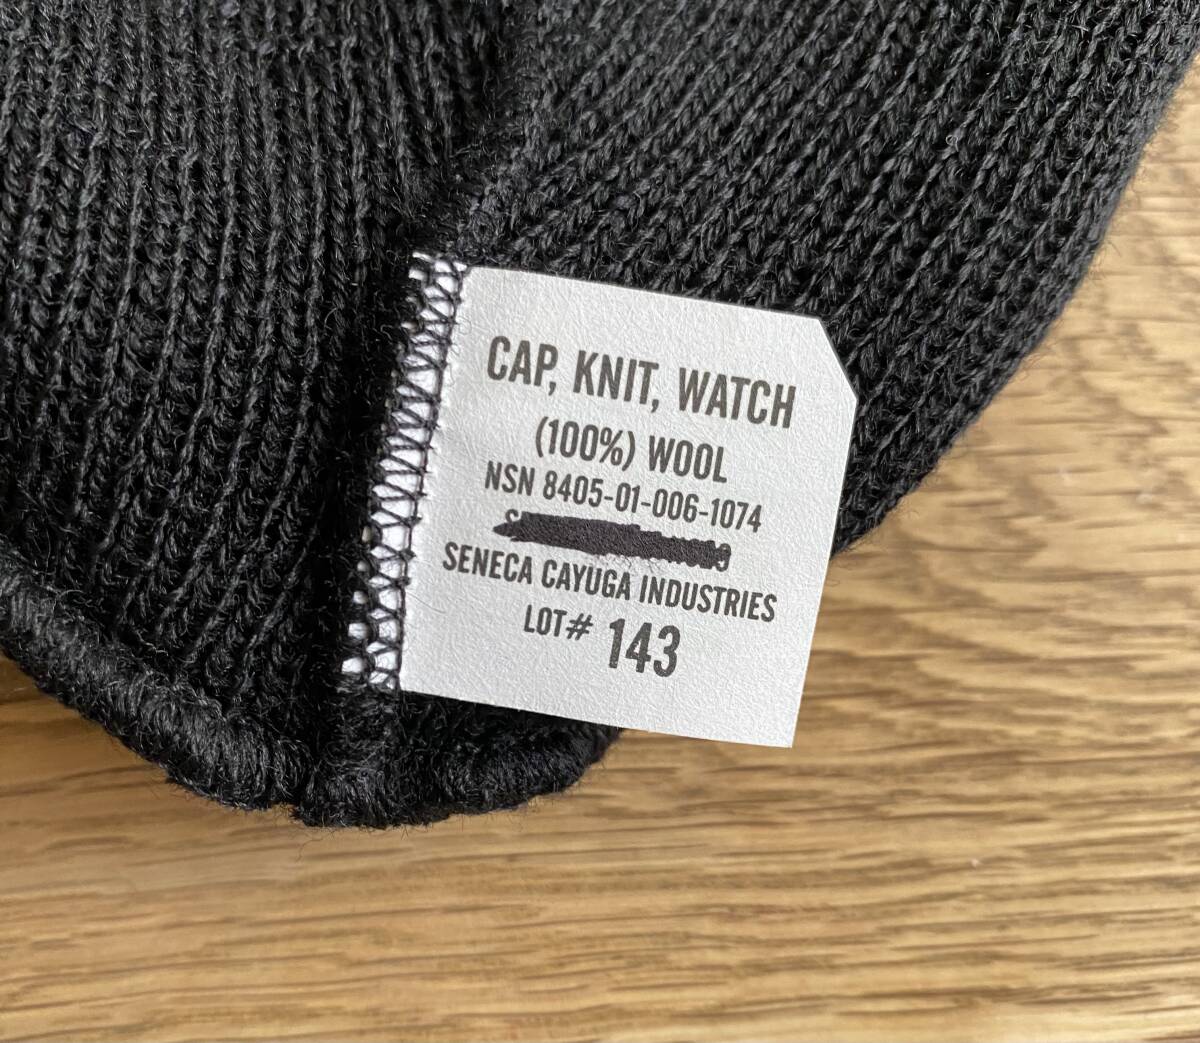 CAP, KNIT, WATCH
(100%) WOOL
NSN 8405-01-006-1074
SENECA CAYUGA INDUSTRIES
LOT# 143